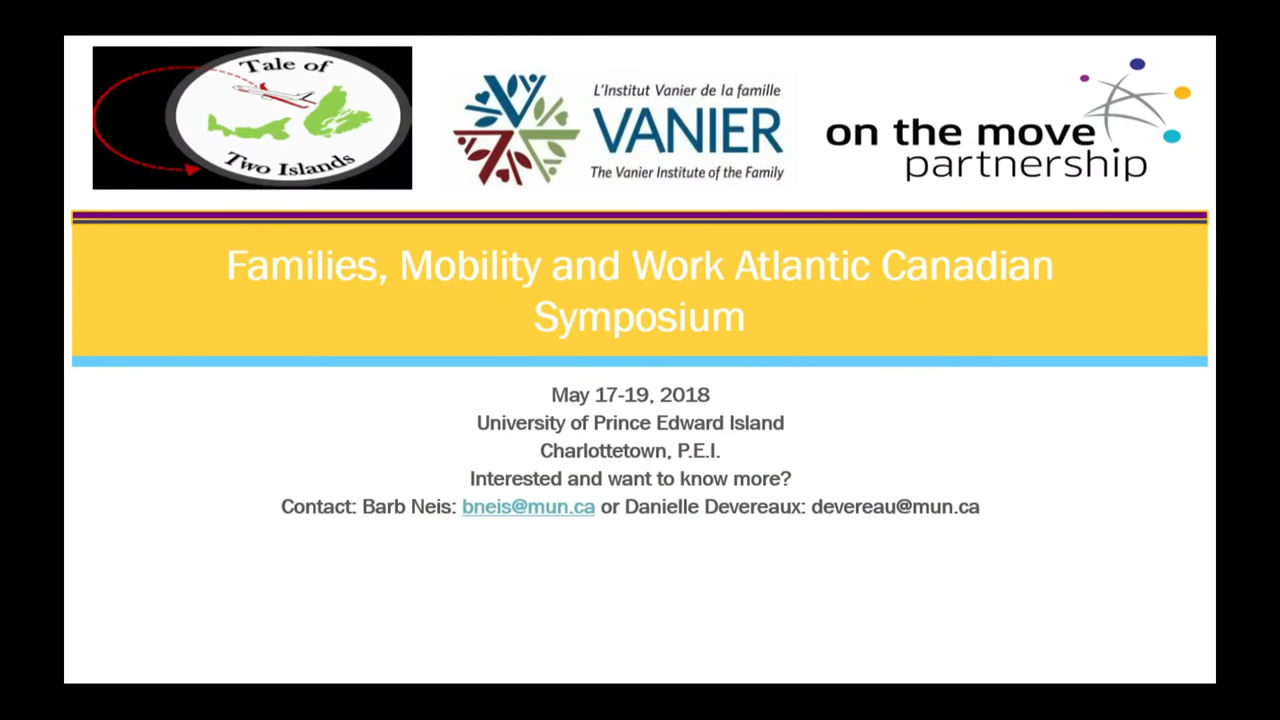 Tale of
Two Islands
L'Institut Vanier de la famille
VANIER
The Vanier Institute of the Family
on the move
partnership
Families, Mobility and Work Atlantic Canadian
Symposium
May 17-19, 2018
University of Prince Edward Island
Charlottetown, P.E.I.
Interested and want to know more?
Contact: Barb Neis: bneis@mun.ca or Danielle Devereaux: devereau@mun.ca